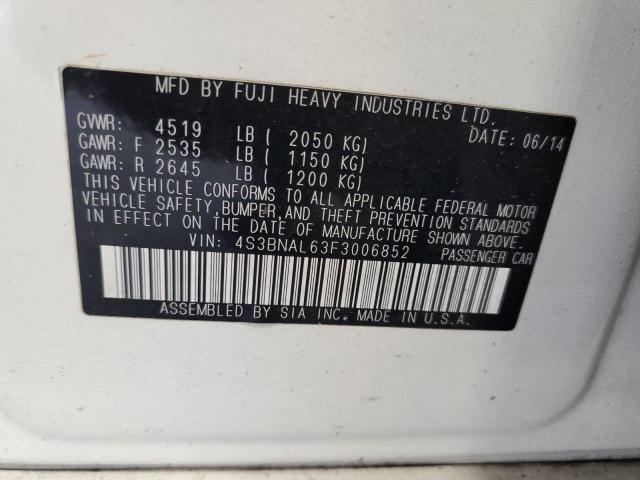 MFD BY FUJI HEAVY INDUSTRIES LTD.
GVWR: 4519 LB ( 2050 KG) DATE: 06/14
GAWR: F 2535 LB ( 1150 KG)
GAWR: R 2645 LB ( 1200 KG)
THIS VEHICLE CONFORMS TO ALL APPLICABLE FEDERAL MOTOR
VEHICLE SAFETY, BUMPER, AND THEFT PREVENTION STANDARDS
IN EFFECT ON THE DATE OF MANUFACTURE SHOWN ABOVE.
VIN: 4S3BNAL63F3006852 PASSENGER CAR
ASSEMBLED BY SIA INC. MADE IN U.S.A.